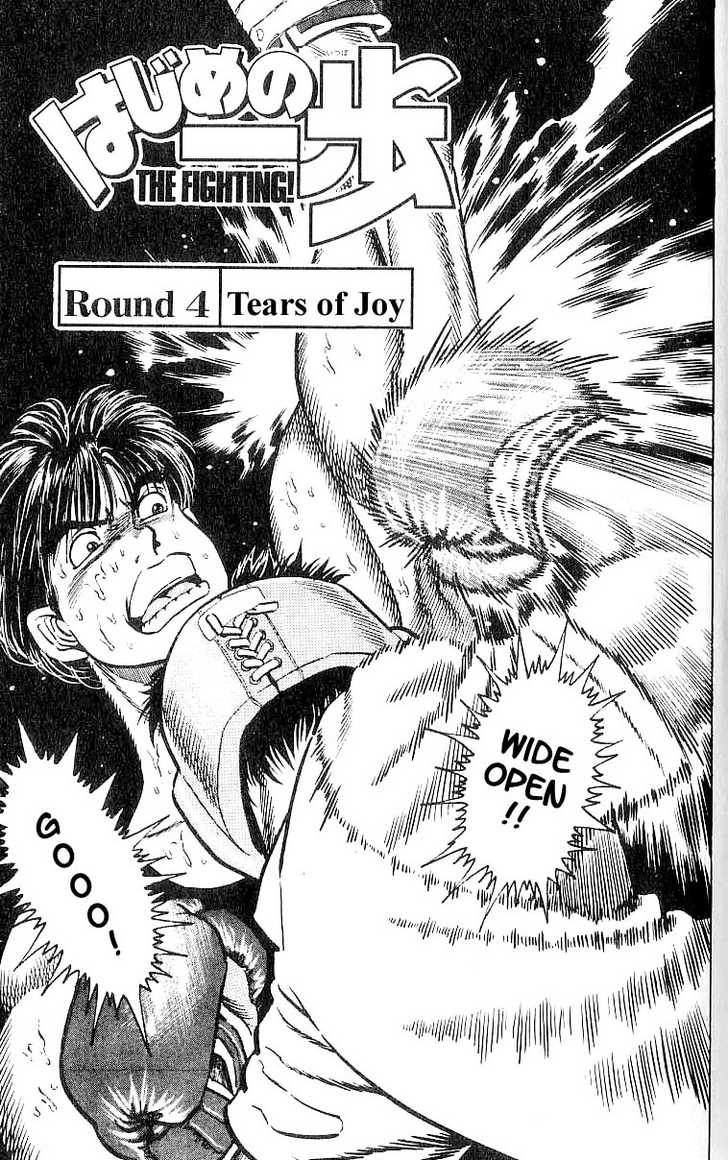 はじめの一歩
いっぽ
THE FIGHTING!
Round 4
Tears of Joy
WIDE
OPEN
!!
GOOO!